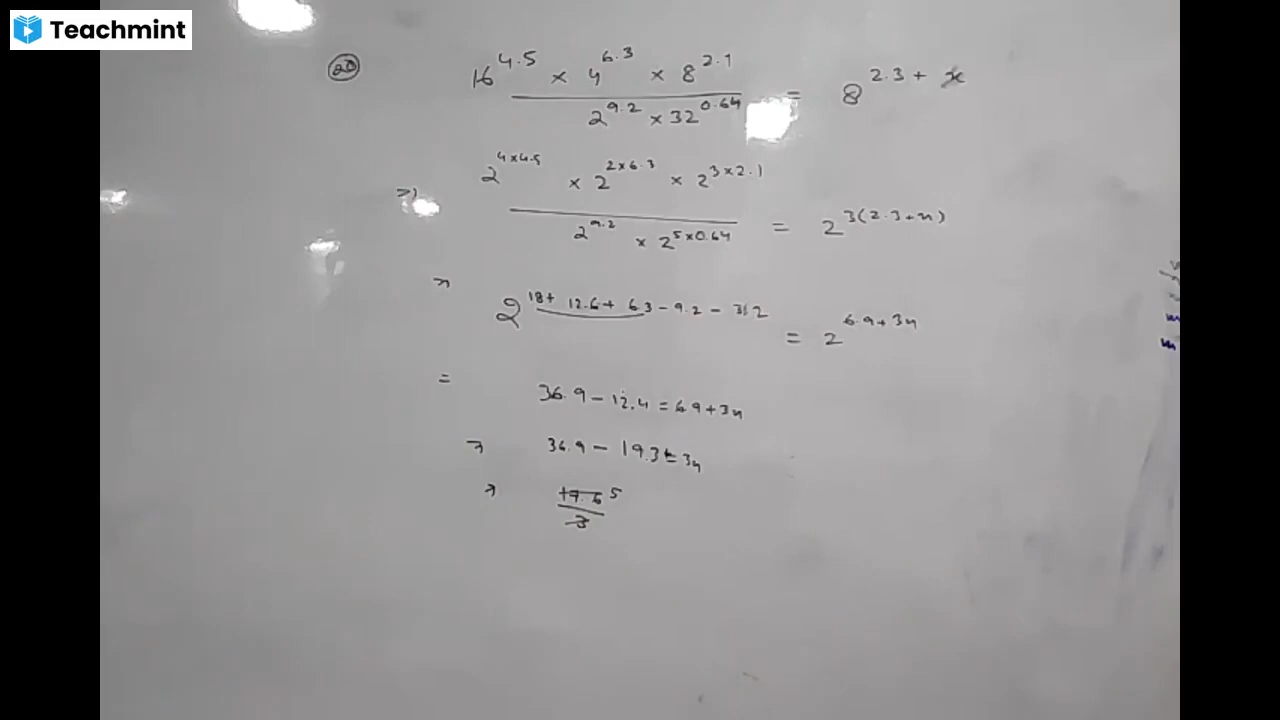 Teachmint
20
16^4.5 × 4^6.3 × 8^2.1 / 2^9.2 × 32^0.64 = 8^2.3 + x
⇒ 2^4×4.5 × 2^2×6.3 × 2^3×2.1 / 2^9.2 × 2^5×0.64 = 2^3(2.3+x)
⇒ 2^18+ 12.6+ 6.3 - 9.2 - 3.2 = 2^6.9+3x
= 36.9 - 12.4 = 6.9 + 3x
⇒ 36.9 - 19.3 = 3x
⇒ 17.6 / 3 5